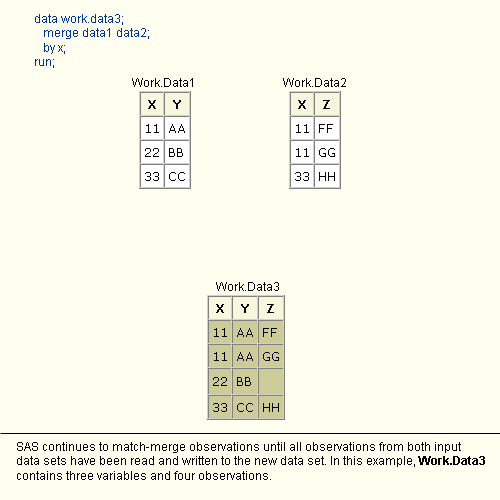 data work.data3;
merge data1 data2;
by x;
run;
Work.Data1
X Y
11 AA
22 BB
33 CC
Work.Data2
X Z
11 FF
11 GG
33 HH
Work.Data3
X Y Z
11 AA FF
11 AA GG
22 BB
33 CC HH
SAS continues to match-merge observations until all observations from both input
data sets have been read and written to the new data set. In this example, Work.Data3
contains three variables and four observations.